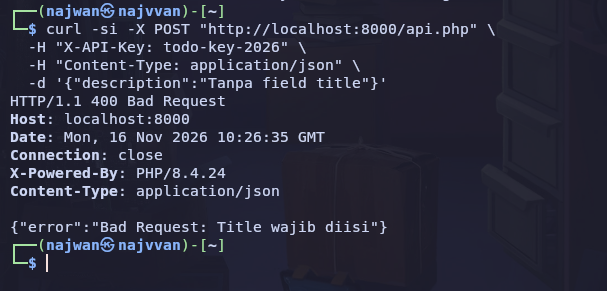 ┌──(najwan㉿najvvan)-[~]
└─$ curl -si -X POST "http://localhost:8000/api.php" \
  -H "X-API-Key: todo-key-2026" \
  -H "Content-Type: application/json" \
  -d '{"description":"Tanpa field title"}'
HTTP/1.1 400 Bad Request
Host: localhost:8000
Date: Mon, 16 Nov 2026 10:26:35 GMT
Connection: close
X-Powered-By: PHP/8.4.24
Content-Type: application/json

{"error":"Bad Request: Title wajib diisi"}
┌──(najwan㉿najvvan)-[~]
└─$